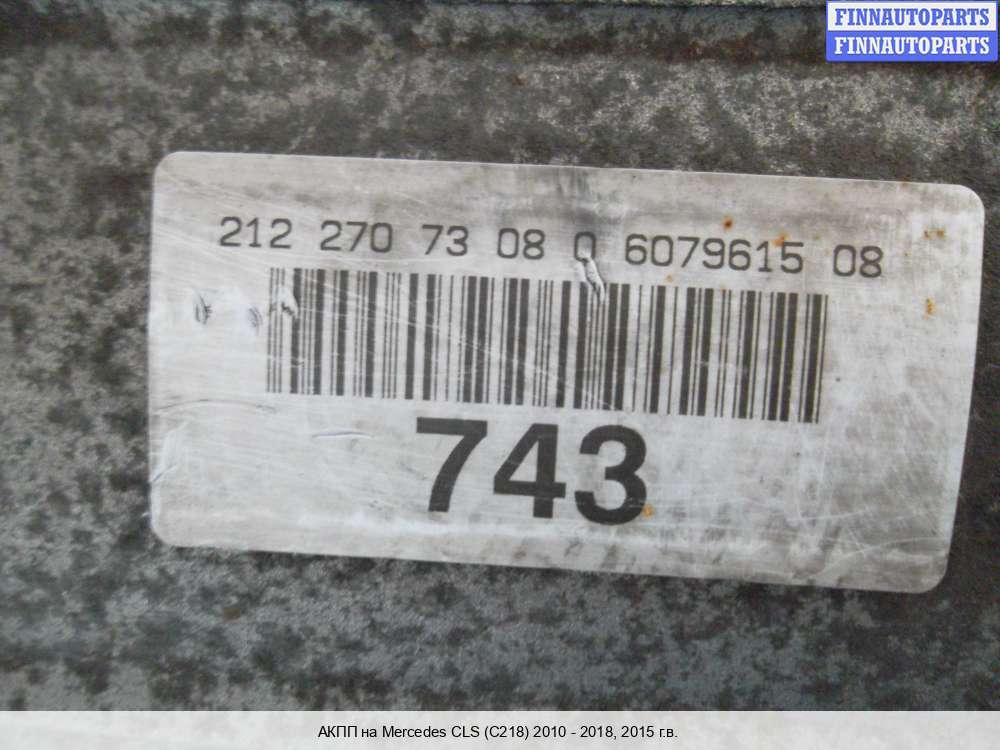 FINNAUTOPARTS
FINNAUTOPARTS
212 270 73 08 0 6079615 08
743
АКПП на Mercedes CLS (C218) 2010 - 2018, 2015 г.в.